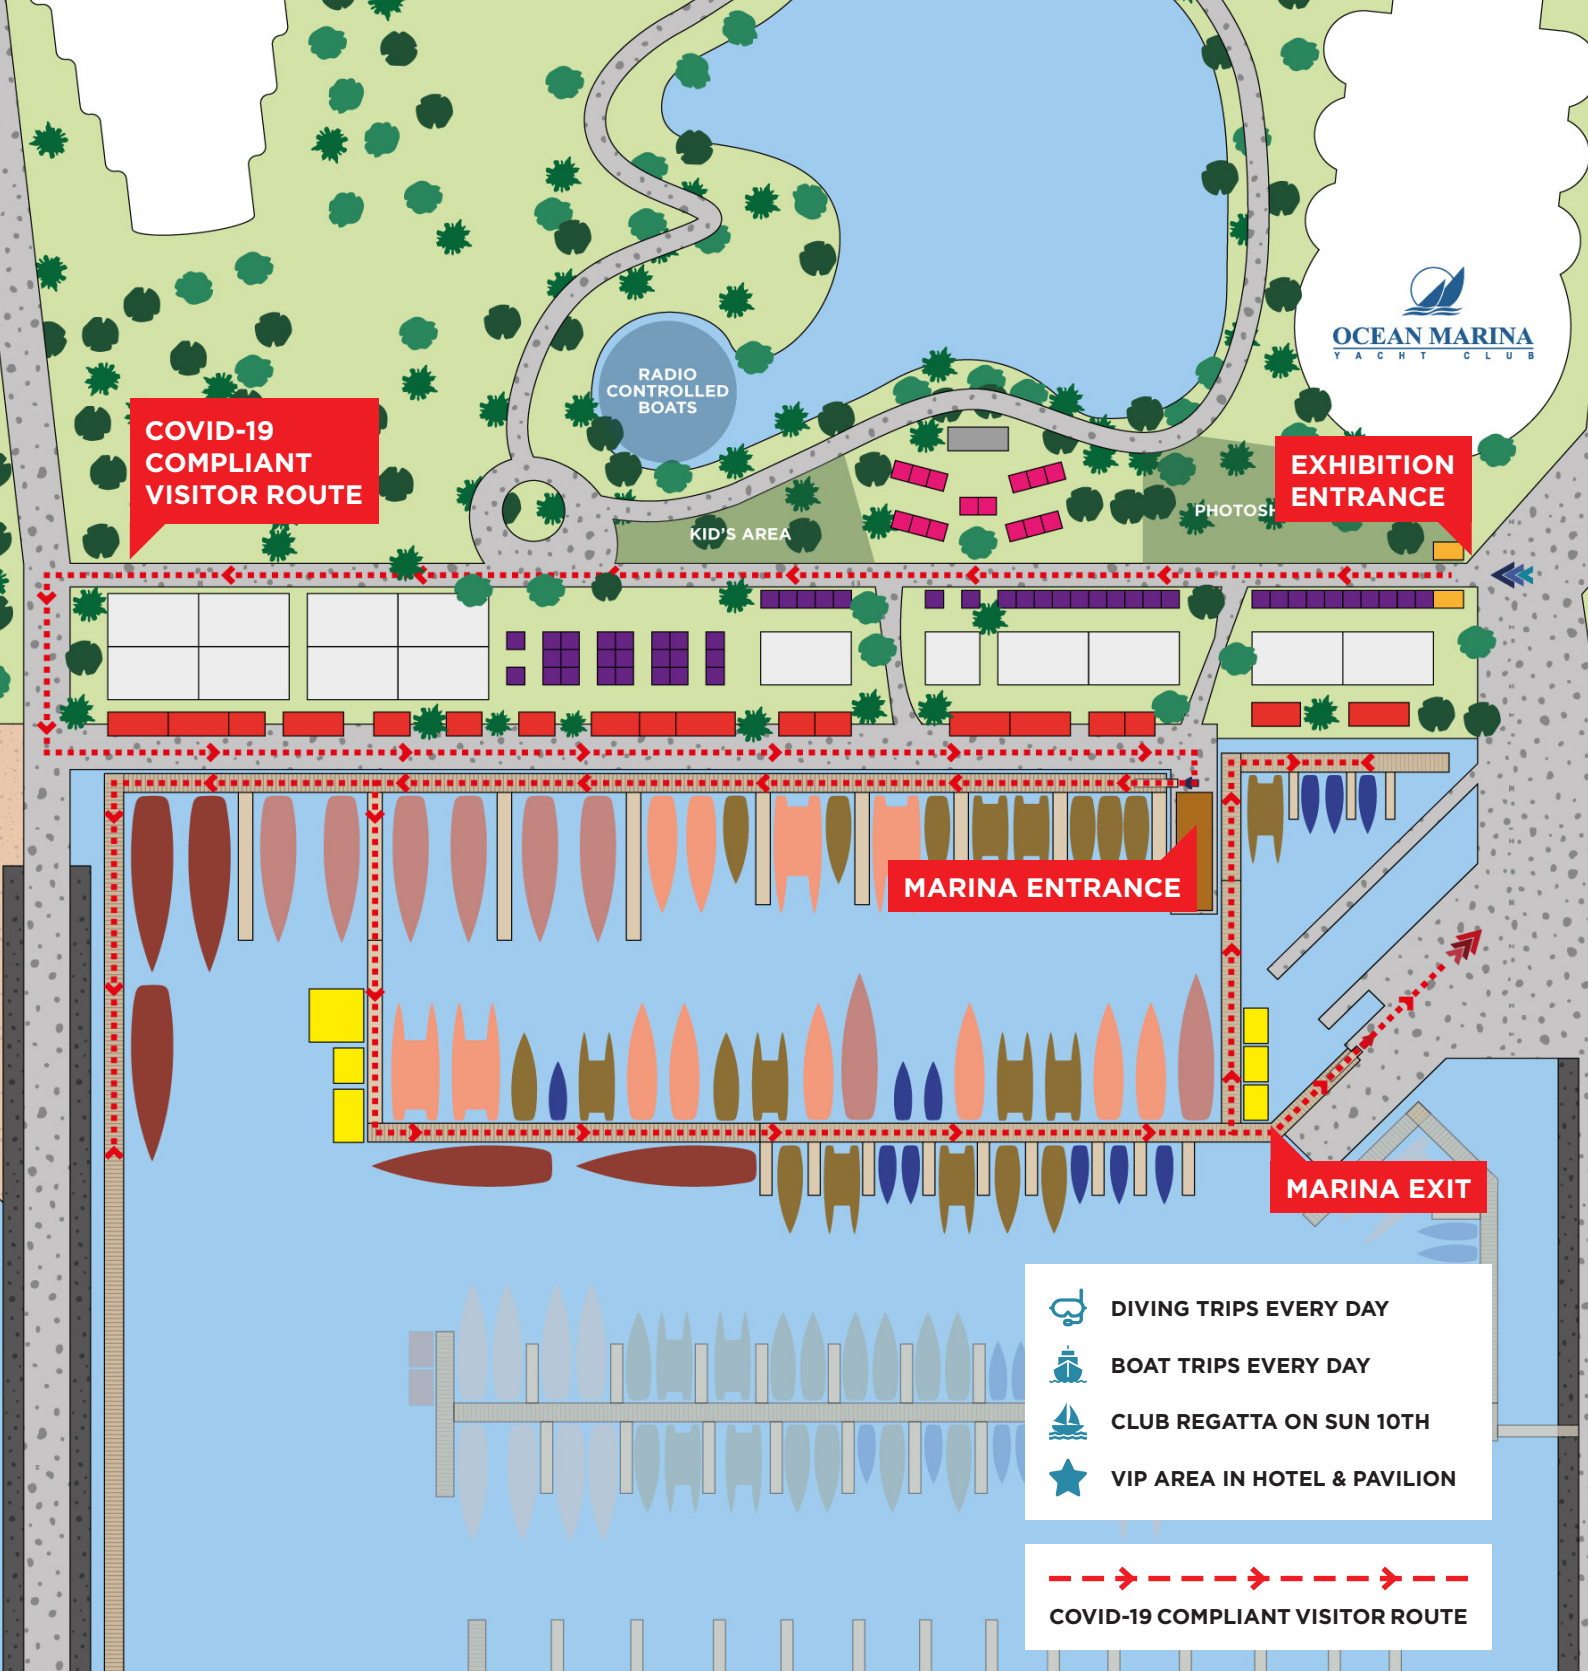 OCEAN MARINA
YACHT CLUB
RADIO
CONTROLLED
BOATS
COVID-19
COMPLIANT
VISITOR ROUTE
EXHIBITION
ENTRANCE
KID'S AREA
PHOTOSH
MARINA ENTRANCE
MARINA EXIT
DIVING TRIPS EVERY DAY
BOAT TRIPS EVERY DAY
CLUB REGATTA ON SUN 10TH
VIP AREA IN HOTEL & PAVILION
COVID-19 COMPLIANT VISITOR ROUTE